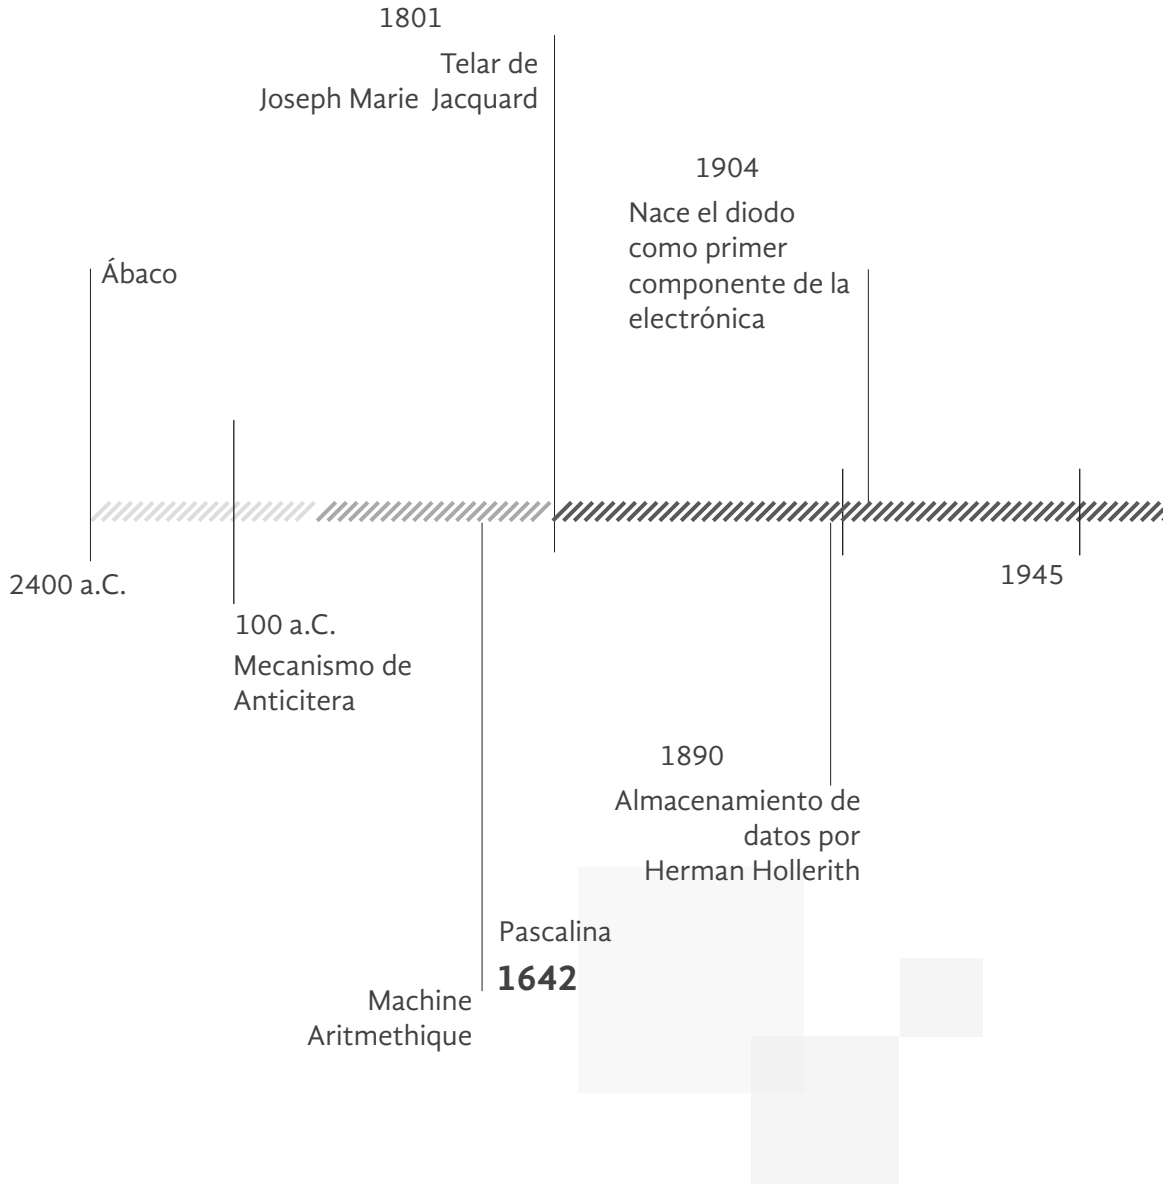 1801
Telar de
Joseph Marie Jacquard
1904
Nace el diodo
como primer
componente de la
electrónica
Ábaco
2400 a.C.
1945
100 a.C.
Mecanismo de
Anticitera
1890
Almacenamiento de
datos por
Herman Hollerith
Pascalina
1642
Machine
Aritmethique